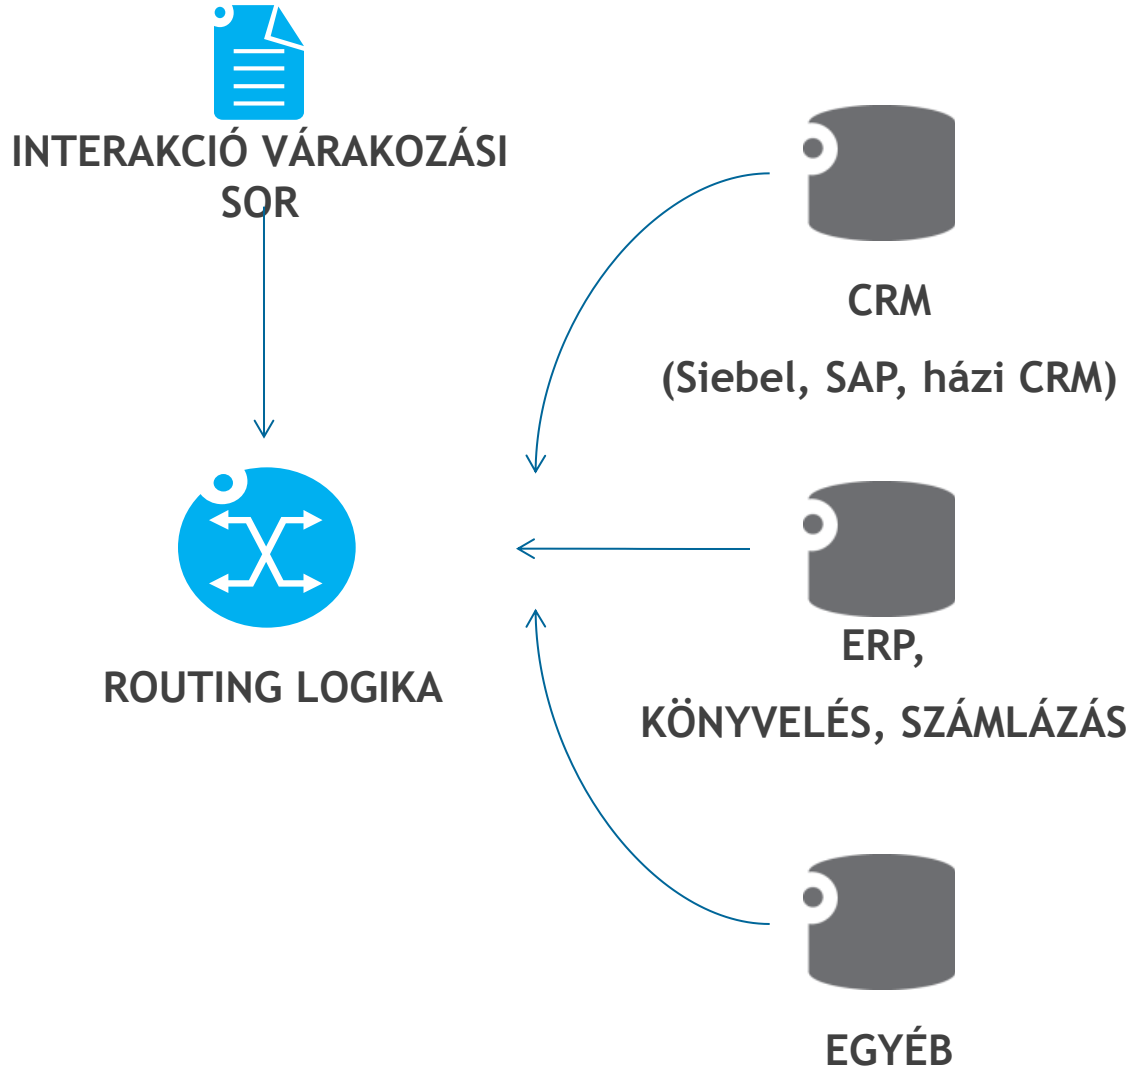 INTERAKCIÓ VÁRAKOZÁSI
SOR
CRM
(Siebel, SAP, házi CRM)
ROUTING LOGIKA
ERP,
KÖNYVELÉS, SZÁMLÁZÁS
EGYÉB